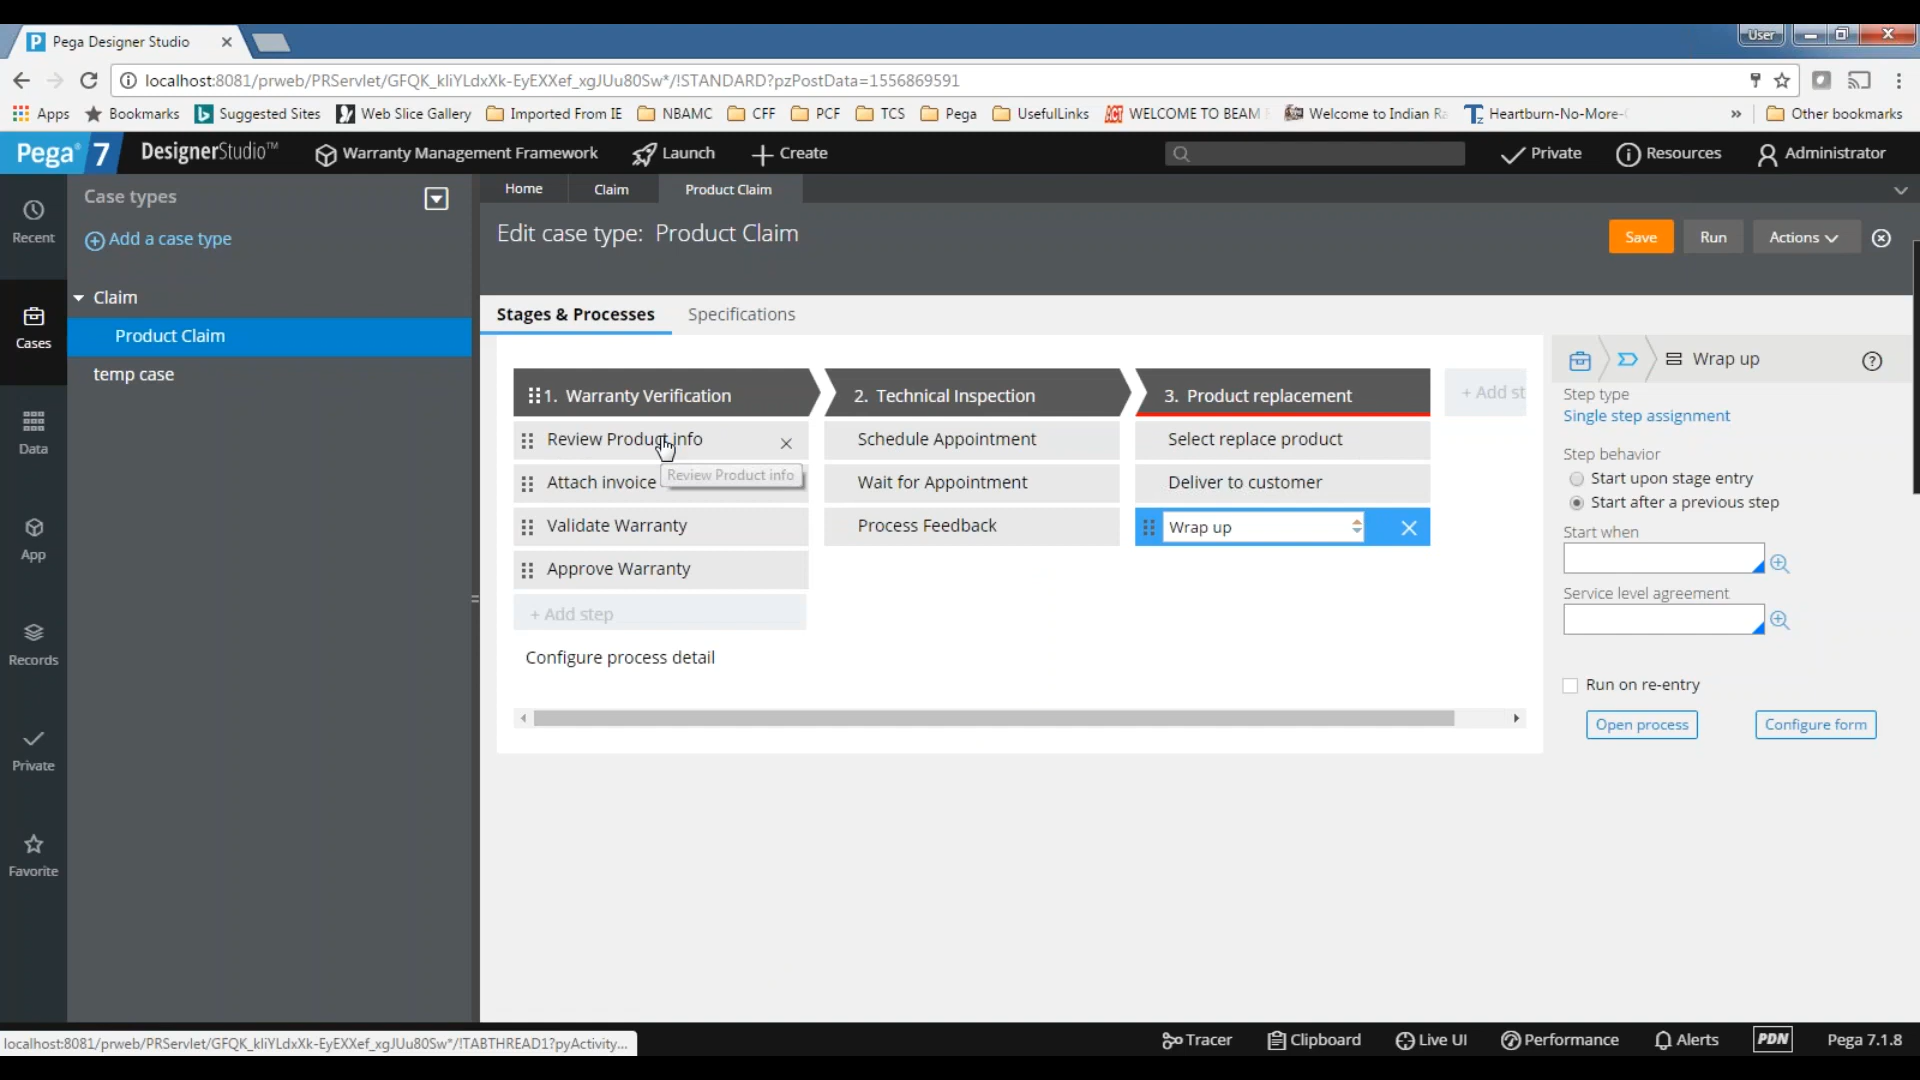 Pega Designer Studio
User
localhost:8081/prweb/PRServlet/GFQK_kliYLdxXk-EyEXXef_xgJUu80Sw*/!STANDARD?pzPostData=1556869591
Apps Bookmarks Suggested Sites Web Slice Gallery Imported From IE NBAMC CFF PCF TCS Pega UsefulLinks WELCOME TO BEAM Welcome to Indian Ra Heartburn-No-More- » Other bookmarks
Pega 7 DesignerStudio™ Warranty Management Framework Launch Create Private Resources Administrator
Recent
Cases
Data
App
Records
Private
Favorite
Case types
Add a case type
Claim
Product Claim
temp case
Home Claim Product Claim
Edit case type: Product Claim
Save Run Actions
Stages & Processes Specifications
1. Warranty Verification
Review Product info
Review Product info
Attach invoice
Validate Warranty
Approve Warranty
+ Add step
Configure process detail
2. Technical Inspection
Schedule Appointment
Wait for Appointment
Process Feedback
3. Product replacement
Select replace product
Deliver to customer
Wrap up
+ Add st
Wrap up
Step type
Single step assignment
Step behavior
Start upon stage entry
Start after a previous step
Start when
Service level agreement
Run on re-entry
Open process Configure form
localhost:8081/prweb/PRServlet/GFQK_kliYLdxXk-EyEXXef_xgJUu80Sw*/!TABTHREAD1?pyActivity...
Tracer Clipboard Live UI Performance Alerts PDN Pega 7.1.8